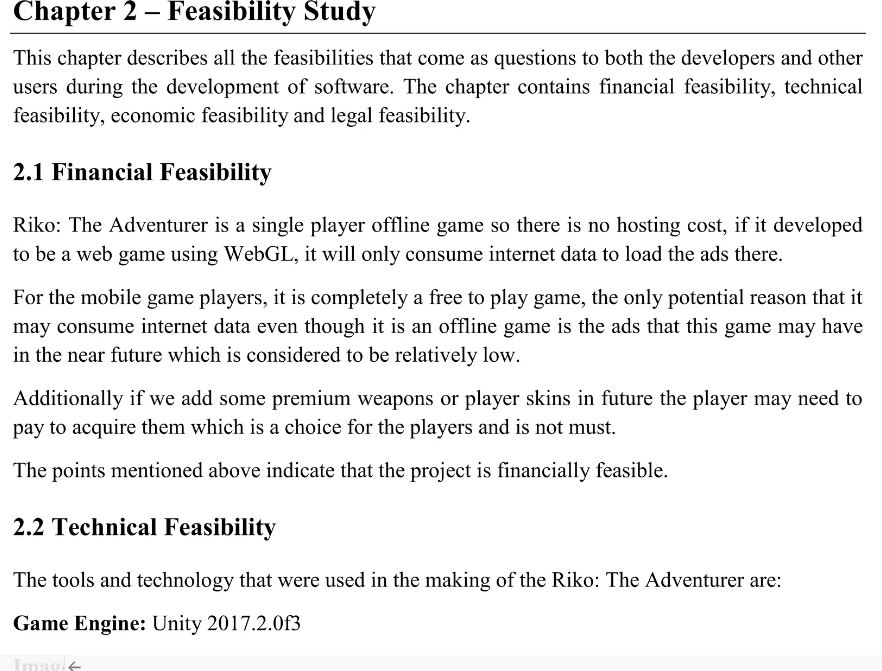 Chapter 2 – Feasibility Study
This chapter describes all the feasibilities that come as questions to both the developers and other
users during the development of software. The chapter contains financial feasibility, technical
feasibility, economic feasibility and legal feasibility.
2.1 Financial Feasibility
Riko: The Adventurer is a single player offline game so there is no hosting cost, if it developed
to be a web game using WebGL, it will only consume internet data to load the ads there.
For the mobile game players, it is completely a free to play game, the only potential reason that it
may consume internet data even though it is an offline game is the ads that this game may have
in the near future which is considered to be relatively low.
Additionally if we add some premium weapons or player skins in future the player may need to
pay to acquire them which is a choice for the players and is not must.
The points mentioned above indicate that the project is financially feasible.
2.2 Technical Feasibility
The tools and technology that were used in the making of the Riko: The Adventurer are:
Game Engine: Unity 2017.2.0f3